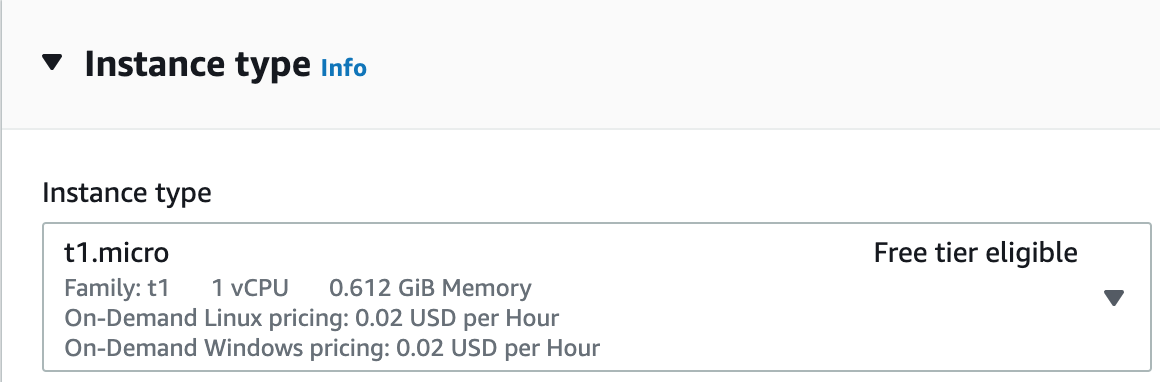 Instance type Info
Instance type
t1.micro Free tier eligible
Family: t1 1 vCPU 0.612 GiB Memory
On-Demand Linux pricing: 0.02 USD per Hour
On-Demand Windows pricing: 0.02 USD per Hour